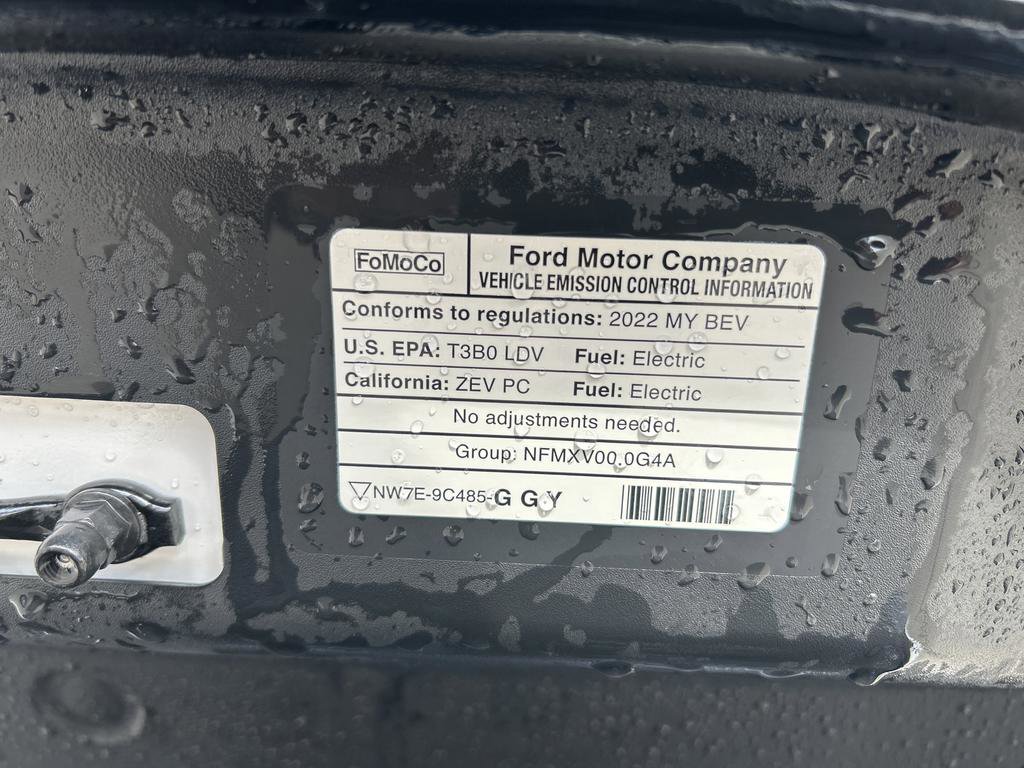 FoMoCo
Ford Motor Company
VEHICLE EMISSION CONTROL INFORMATION
Conforms to regulations: 2022 MY BEV
U.S. EPA: T3B0 LDV Fuel: Electric
California: ZEV PC Fuel: Electric
No adjustments needed.
Group: NFMXV00.0G4A
NW7E-9C485-G G Y